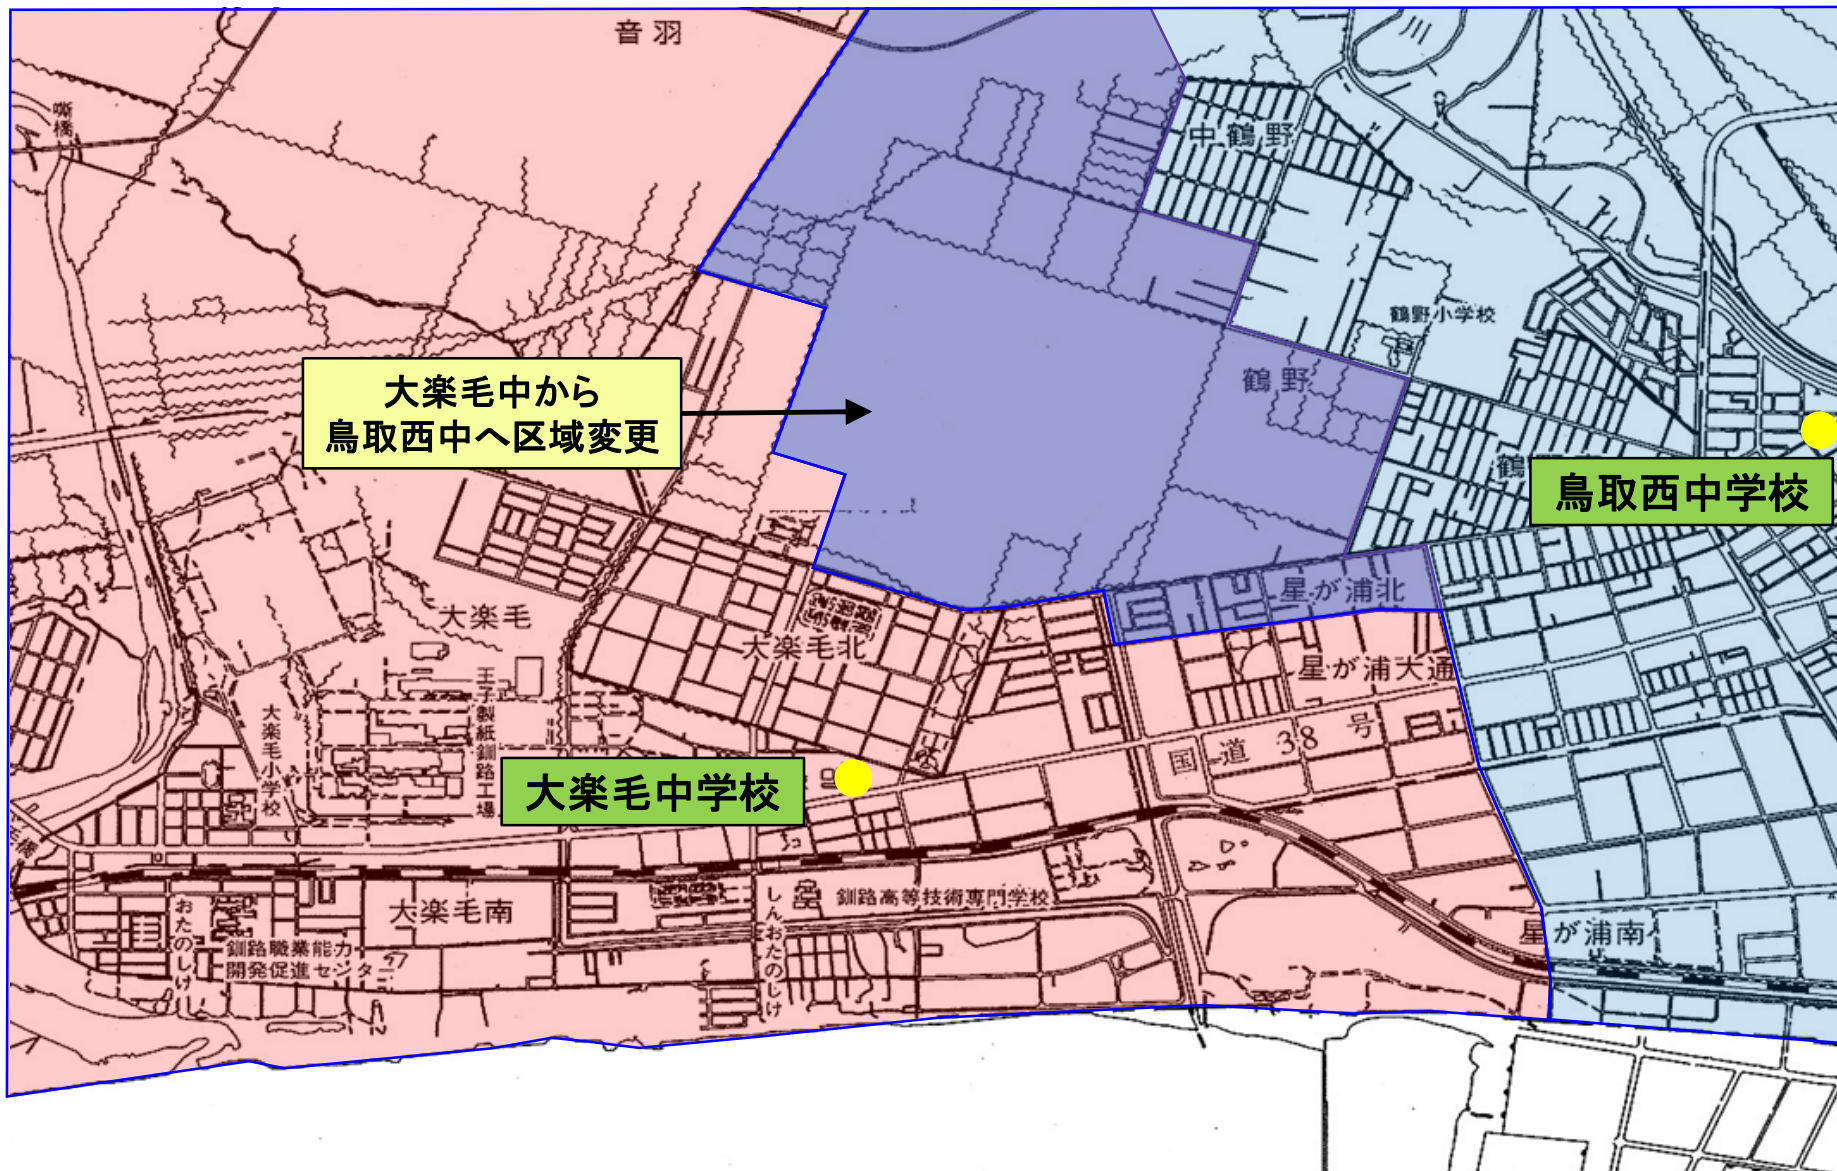 音羽
中鶴野
鶴野小学校
大楽毛中から
鳥取西中へ区域変更
鶴野
鶴野
鳥取西中学校
星が浦北
大楽毛
大楽毛北
星が浦大通
王子製紙釧路工場
大楽毛小学校
国道38号
大楽毛中学校
大楽毛南
釧路高等技術専門学校
おたのしけ
しんおたのしけ
釧路職業能力
開発促進センター
星が浦南